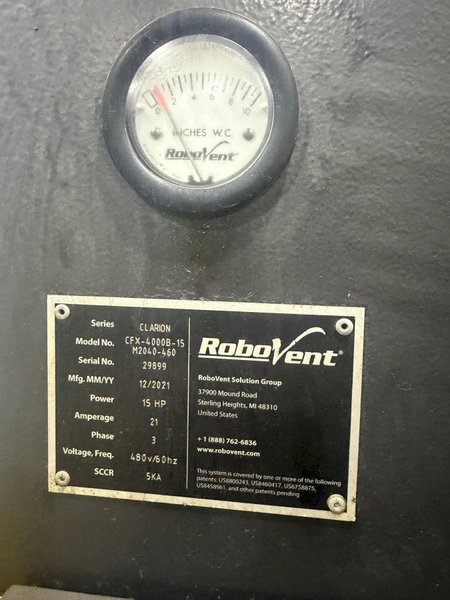 0 2 4 6 8 10
INCHES W.C.
RoboVent
Series CLARION
Model No. CFX-4000B-15
M2040-460
Serial No. 29899
Mfg. MM/YY 12/2021
Power 15 HP
Amperage 21
Phase 3
Voltage, Freq. 480v/60hz
SCCR 5KA
RoboVent®
RoboVent Solution Group
37900 Mound Road
Sterling Heights, MI 48310
United States
+ 1 (888) 762-6836
www.robovent.com
This system is covered by one or more of the following
patents: US8800243, US8460417, US6758875,
US8458961, and other patents pending